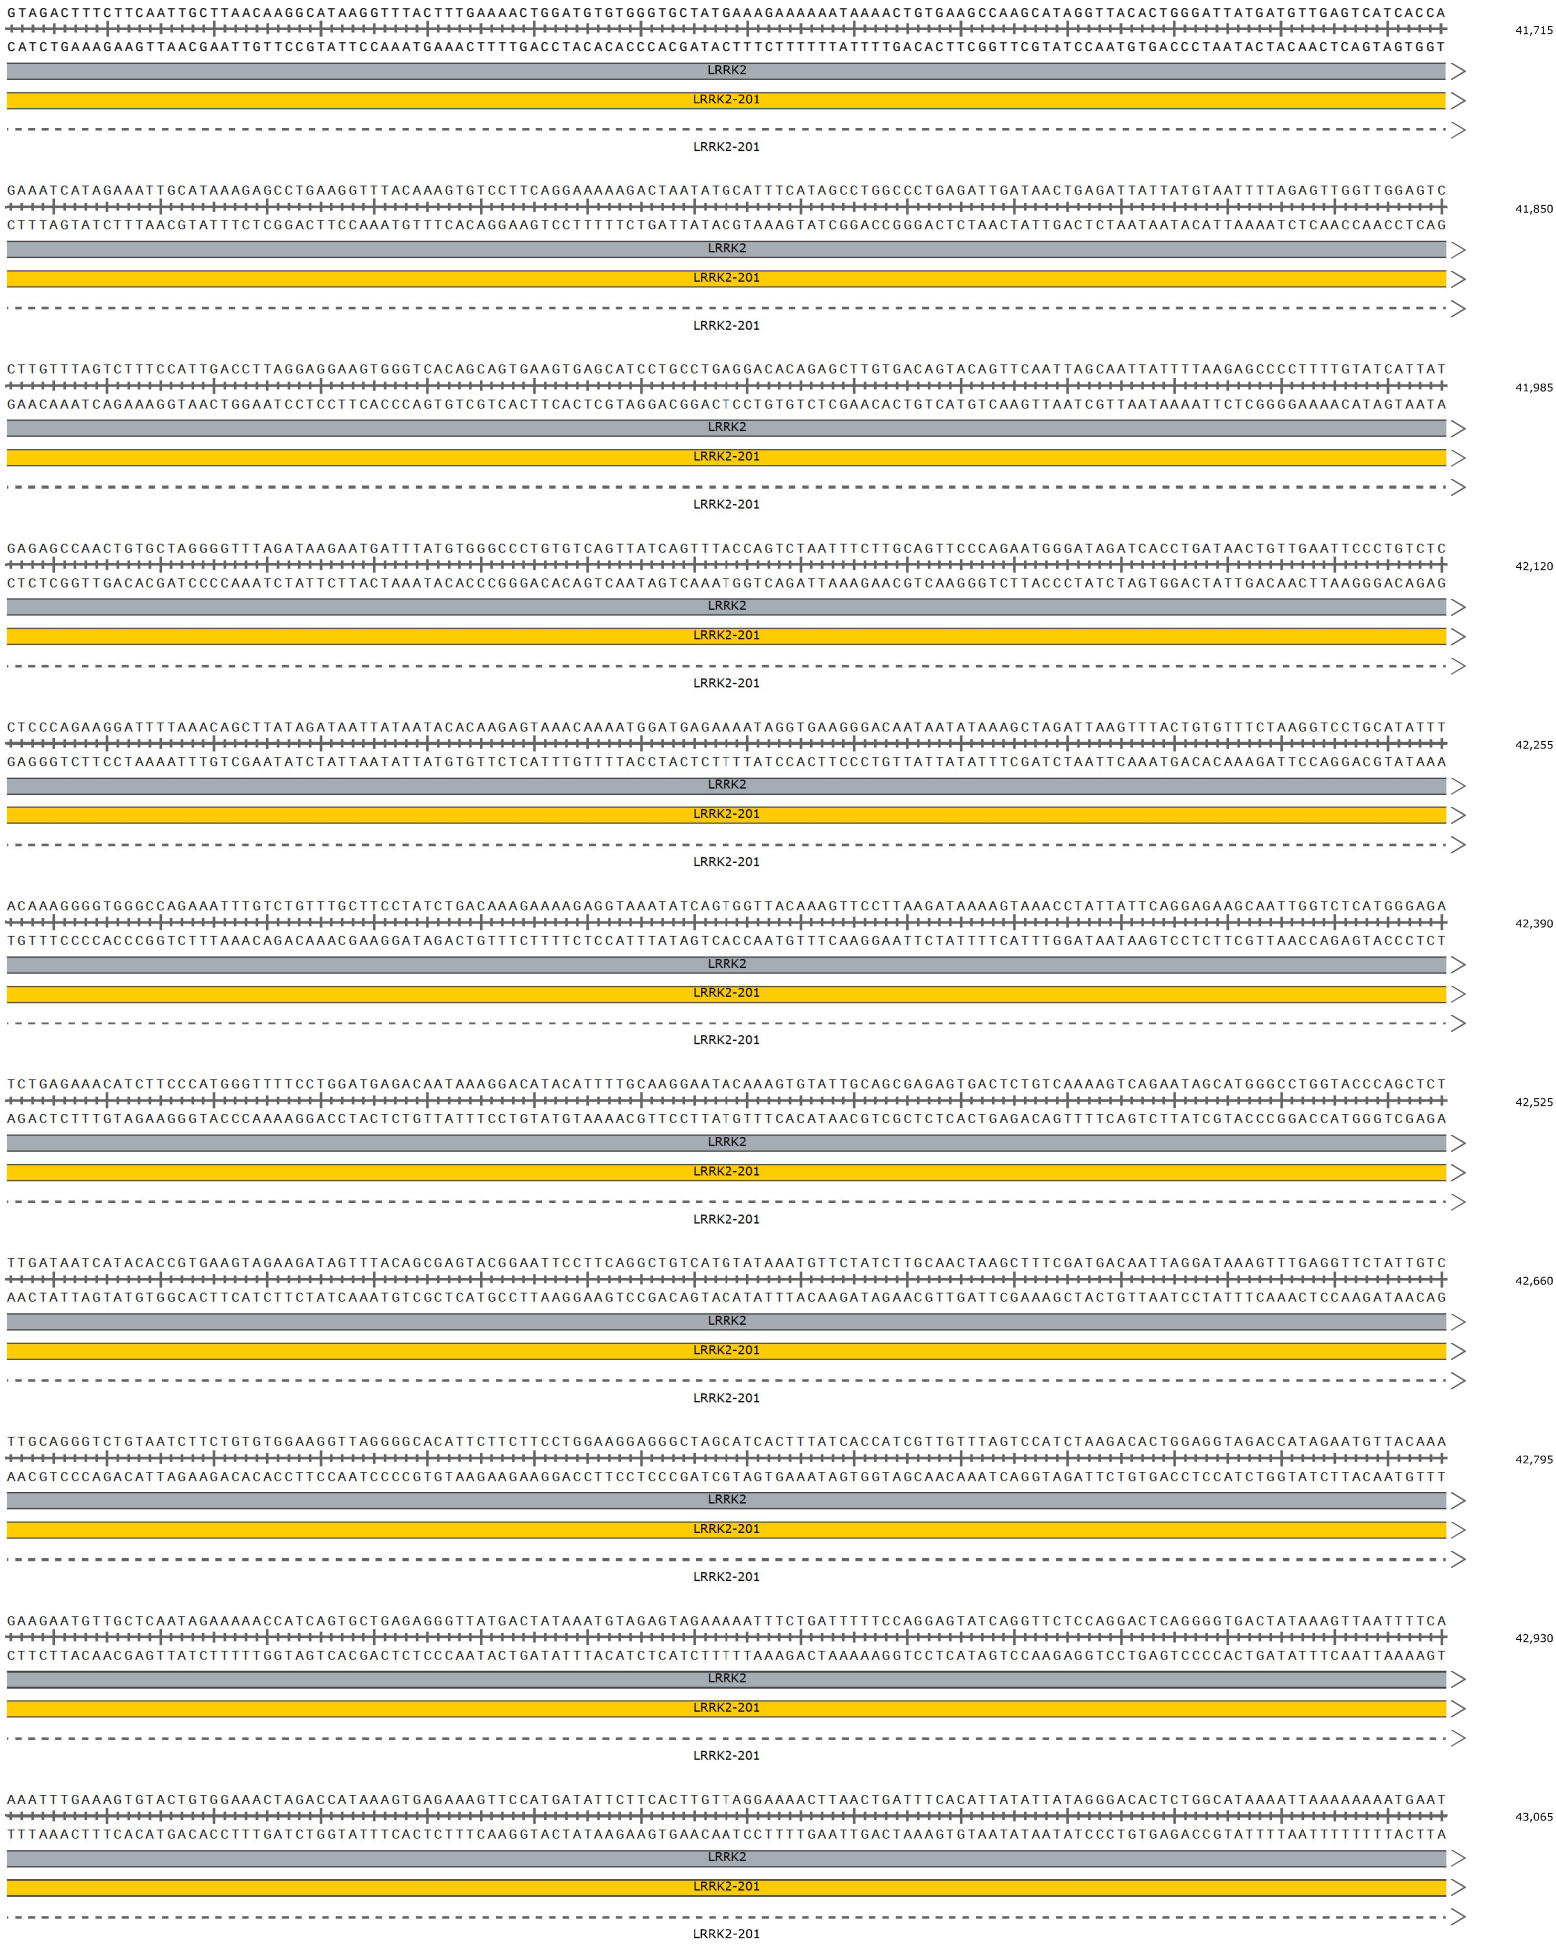 GTAGACTTTCTTCAATTGCTTAACAAGGCATAAGGTTTACTTTGAAAACTGGATGTGTGGGTGCTATGAAAGAAAAAATAAAACTGTGAAGCCAAGCATAGGTTACACTGGGATTATGATGTTGAGTCATCACCA
41,715
CATCTGAAAGAAGTTAACGAATTGTTCCGTATTCCAAATGAAACTTTTGACCTACACACCCACGATACTTTCTTTTTTATTTTGACACTTCGGTTCGTATCCAATGTGACCCTAATACTACAACTCAGTAGTGGT
LRRK2
LRRK2-201
LRRK2-201
GAAATCATAGAAATTGCATAAAGAGCCTGAAGGTTTACAAAGTGTCCTTCAGGAAAAAGACTAATATGCATTTCATAGCCTGGCCCTGAGATTGATAACTGAGATTATTATGTAATTTTAGAGTTGGTTGGAGTC
41,850
CTTTAGTATCTTTAACGTATTTCTCGGACTTCCAAATGTTTCACAGGAAGTCCTTTTTCTGATTATACGTAAAGTATCGGACCGGGACTCTAACTATTGACTCTAATAATACATTAAAATCTCAACCAACCTCAG
LRRK2
LRRK2-201
LRRK2-201
CTTGTTTAGTCTTTCCATTGACCTTAGGAGGAAGTGGGTCACAGCAGTGAAGTGAGCATCCTGCCTGAGGACACAGAGCTTGTGACAGTACAGTTCAATTAGCAATTATTTTAAGAGCCCCTTTTGTATCATTAT
41,985
GAACAAATCAGAAAGGTAACTGGAATCCTCCTTCACCCAGTGTCGTCACTTCACTCGTAGGACGGACTCCTGTGTCTCGAACACTGTCATGTCAAGTTAATCGTTAATAAAATTCTCGGGGAAAACATAGTAATA
LRRK2
LRRK2-201
LRRK2-201
GAGAGCCAACTGTGCTAGGGGTTTAGATAAGAATGATTTATGTGGGCCCTGTGTCAGTTATCAGTTTACCAGTCTAATTTCTTGCAGTTCCCAGAATGGGATAGATCACCTGATAACTGTTGAATTCCCTGTCTC
42,120
CTCTCGGTTGACACGATCCCCAAATCTATTCTTACTAAATACACCCGGGACACAGTCAATAGTCAAATGGTCAGATTAAAGAACGTCAAGGGTCTTACCCTATCTAGTGGACTATTGACAACTTAAGGGACAGAG
LRRK2
LRRK2-201
LRRK2-201
CTCCCAGAAGGATTTTAAACAGCTTATAGATAATTATAATACACAAGAGTAAACAAAATGGATGAGAAAATAGGTGAAGGGACAATAATATAAAGCTAGATTAAGTTTACTGTGTTTCTAAGGTCCTGCATATTT
42,255
GAGGGTCTTCCTAAAATTTGTCGAATATCTATTAATATTATGTGTTCTCATTTGTTTTACCTACTCTTTTATCCACTTCCCTGTTATTATATTTCGATCTAATTCAAATGACACAAAGATTCCAGGACGTATAAA
LRRK2
LRRK2-201
LRRK2-201
ACAAAGGGGTGGGCCAGAAATTTGTCTGTTTGCTTCCTATCTGACAAAGAAAAGAGGTAAATATCAGTGGTTACAAAGTTCCTTAAGATAAAAGTAAACCTATTATTCAGGAGAAGCAATTGGTCTCATGGGAGA
42,390
TGTTTCCCCACCCGGTCTTTAAACAGACAAACGAAGGATAGACTGTTTCTTTTCTCCATTTATAGTCACCAATGTTTCAAGGAATTCTATTTTCATTTGGATAATAAGTCCTCTTCGTTAACCAGAGTACCCTCT
LRRK2
LRRK2-201
LRRK2-201
TCTGAGAAACATCTTCCCATGGGTTTTCCTGGATGAGACAATAAAGGACATACATTTTGCAAGGAATACAAAGTGTATTGCAGCGAGAGTGACTCTGTCAAAAGTCAGAATAGCATGGGCCTGGTACCCAGCTCT
42,525
AGACTCTTTGTAGAAGGGTACCCAAAAGGACCTACTCTGTTATTTCCTGTATGTAAAACGTTCCTTATGTTTCACATAACGTCGCTCTCACTGAGACAGTTTTCAGTCTTATCGTACCCGGACCATGGGTCGAGA
LRRK2
LRRK2-201
LRRK2-201
TTGATAATCATACACCGTGAAGTAGAAGATAGTTTACAGCGAGTACGGAATTCCTTCAGGCTGTCATGTATAAATGTTCTATCTTGCAACTAAGCTTTCGATGACAATTAGGATAAAGTTTGAGGTTCTATTGTC
42,660
AACTATTAGTATGTGGCACTTCATCTTCTATCAAATGTCGCTCATGCCTTAAGGAAGTCCGACAGTACATATTTACAAGATAGAACGTTGATTCGAAAGCTACTGTTAATCCTATTTCAAACTCCAAGATAACAG
LRRK2
LRRK2-201
LRRK2-201
TTGCAGGGTCTGTAATCTTCTGTGTGGAAGGTTAGGGGCACATTCTTCTTCCTGGAAGGAGGGCTAGCATCACTTTATCACCATCGTTGTTTAGTCCATCTAAGACACTGGAGGTAGACCATAGAATGTTACAAA
42,795
AACGTCCCAGACATTAGAAGACACACCTTCCAATCCCCGTGTAAGAAGAAGGACCTTCCTCCCGATCGTAGTGAAATAGTGGTAGCAACAAATCAGGTAGATTCTGTGACCTCCATCTGGTATCTTACAATGTTT
LRRK2
LRRK2-201
LRRK2-201
GAAGAATGTTGCTCAATAGAAAAACCATCAGTGCTGAGAGGGTTATGACTATAAATGTAGAGTAGAAAAATTTCTGATTTTTCCAGGAGTATCAGGTTCTCCAGGACTCAGGGGTGACTATAAAGTTAATTTTCA
42,930
CTTCTTACAACGAGTTATCTTTTTGGTAGTCACGACTCTCCCAATACTGATATTTACATCTCATCTTTTTAAAGACTAAAAAGGTCCTCATAGTCCAAGAGGTCCTGAGTCCCCACTGATATTTCAATTAAAAGT
LRRK2
LRRK2-201
LRRK2-201
AAATTTGAAAGTGTACTGTGGAAACTAGACCATAAAGTGAGAAAGTTCCATGATATTCTTCACTTGTTAGGAAAACTTAACTGATTTCACATTATATTATAGGGACACTCTGGCATAAAATTAAAAAAAATGAAT
43,065
TTTAAACTTTCACATGACACCTTTGATCTGGTATTTCACTCTTTCAAGGTACTATAAGAAGTGAACAATCCTTTTGAATTGACTAAAGTGTAATATAATATCCCTGTGAGACCGTATTTTAATTTTTTTTACTTA
LRRK2
LRRK2-201
LRRK2-201